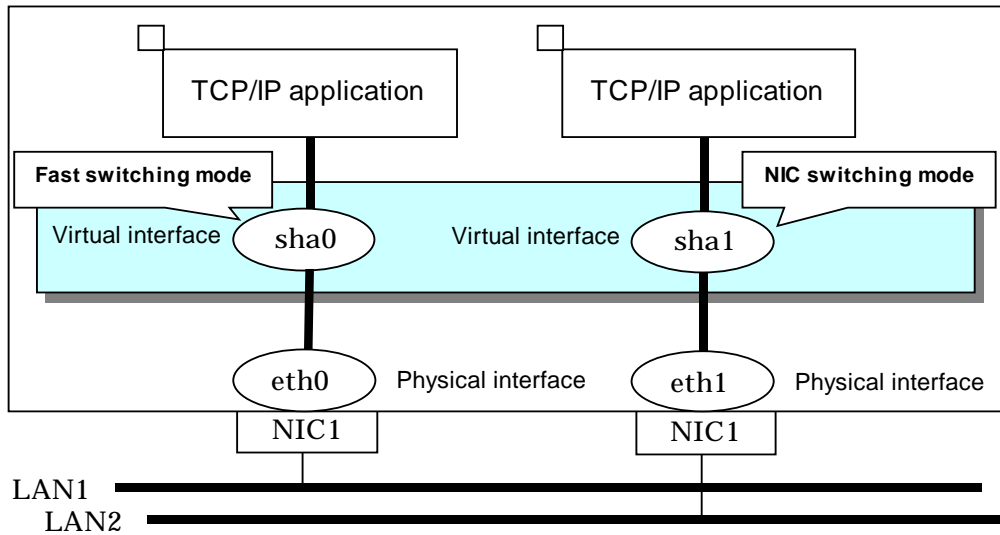 TCP/IP application
TCP/IP application
Fast switching mode
NIC switching mode
Virtual interface
sha0
Virtual interface
sha1
eth0
Physical interface
eth1
Physical interface
NIC1
NIC1
LAN1
LAN2